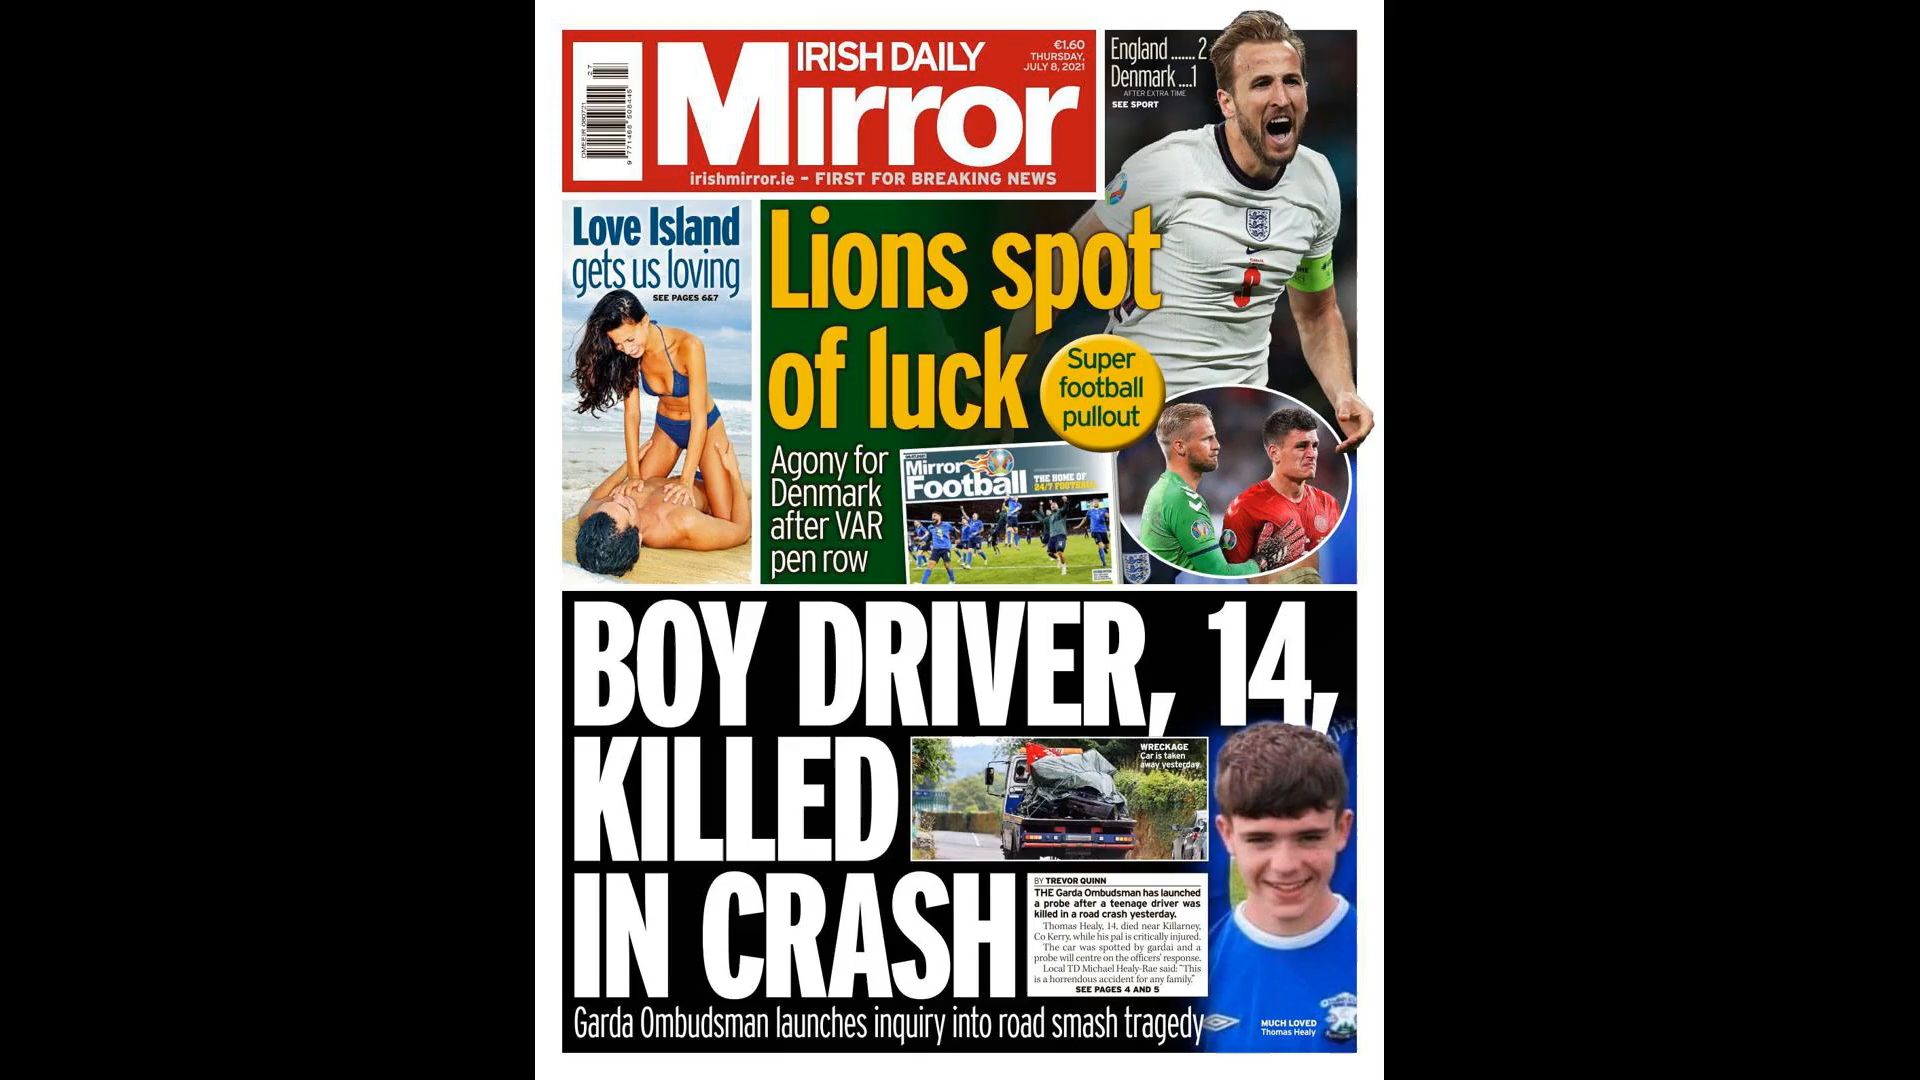 IRISH DAILY
Mirror
€1.60
THURSDAY,
JULY 8, 2021
irishmirror.ie – FIRST FOR BREAKING NEWS
England ....... 2
Denmark ....1
AFTER EXTRA TIME
SEE SPORT
Love Island
gets us loving
SEE PAGES 6&7
Lions spot
of luck
Super
football
pullout
Agony for
Denmark
after VAR
pen row
Mirror
Football
THE HOME OF
24/7 FOOTBALL
BOY DRIVER, 14,
KILLED
IN CRASH
WRECKAGE
Car is taken
away yesterday
BY TREVOR QUINN
THE Garda Ombudsman has launched
a probe after a teenage driver was
killed in a road crash yesterday.
Thomas Healy, 14, died near Killarney,
Co Kerry, while his pal is critically injured.
The car was spotted by gardai and a
probe will centre on the officers' response.
Local TD Michael Healy-Rae said: "This
is a horrendous accident for any family."
SEE PAGES 4 AND 5
Garda Ombudsman launches inquiry into road smash tragedy
MUCH LOVED
Thomas Healy